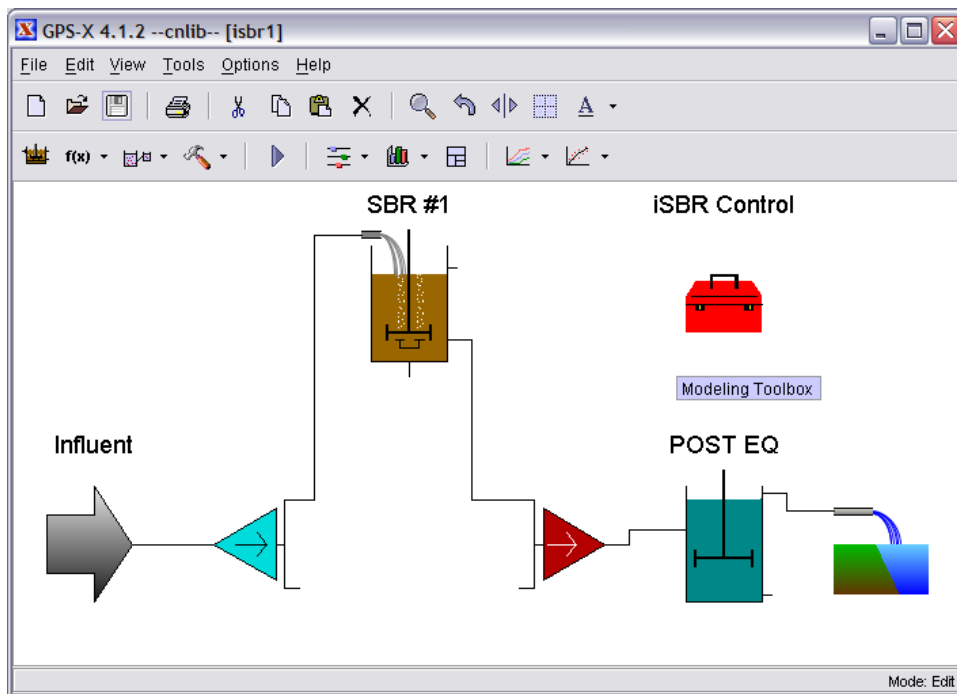 GPS-X 4.1.2 --cnlib-- [isbr1]
File Edit View Tools Options Help
A
f(x)
SBR #1
iSBR Control
Modeling Toolbox
Influent
POST EQ
Mode: Edit